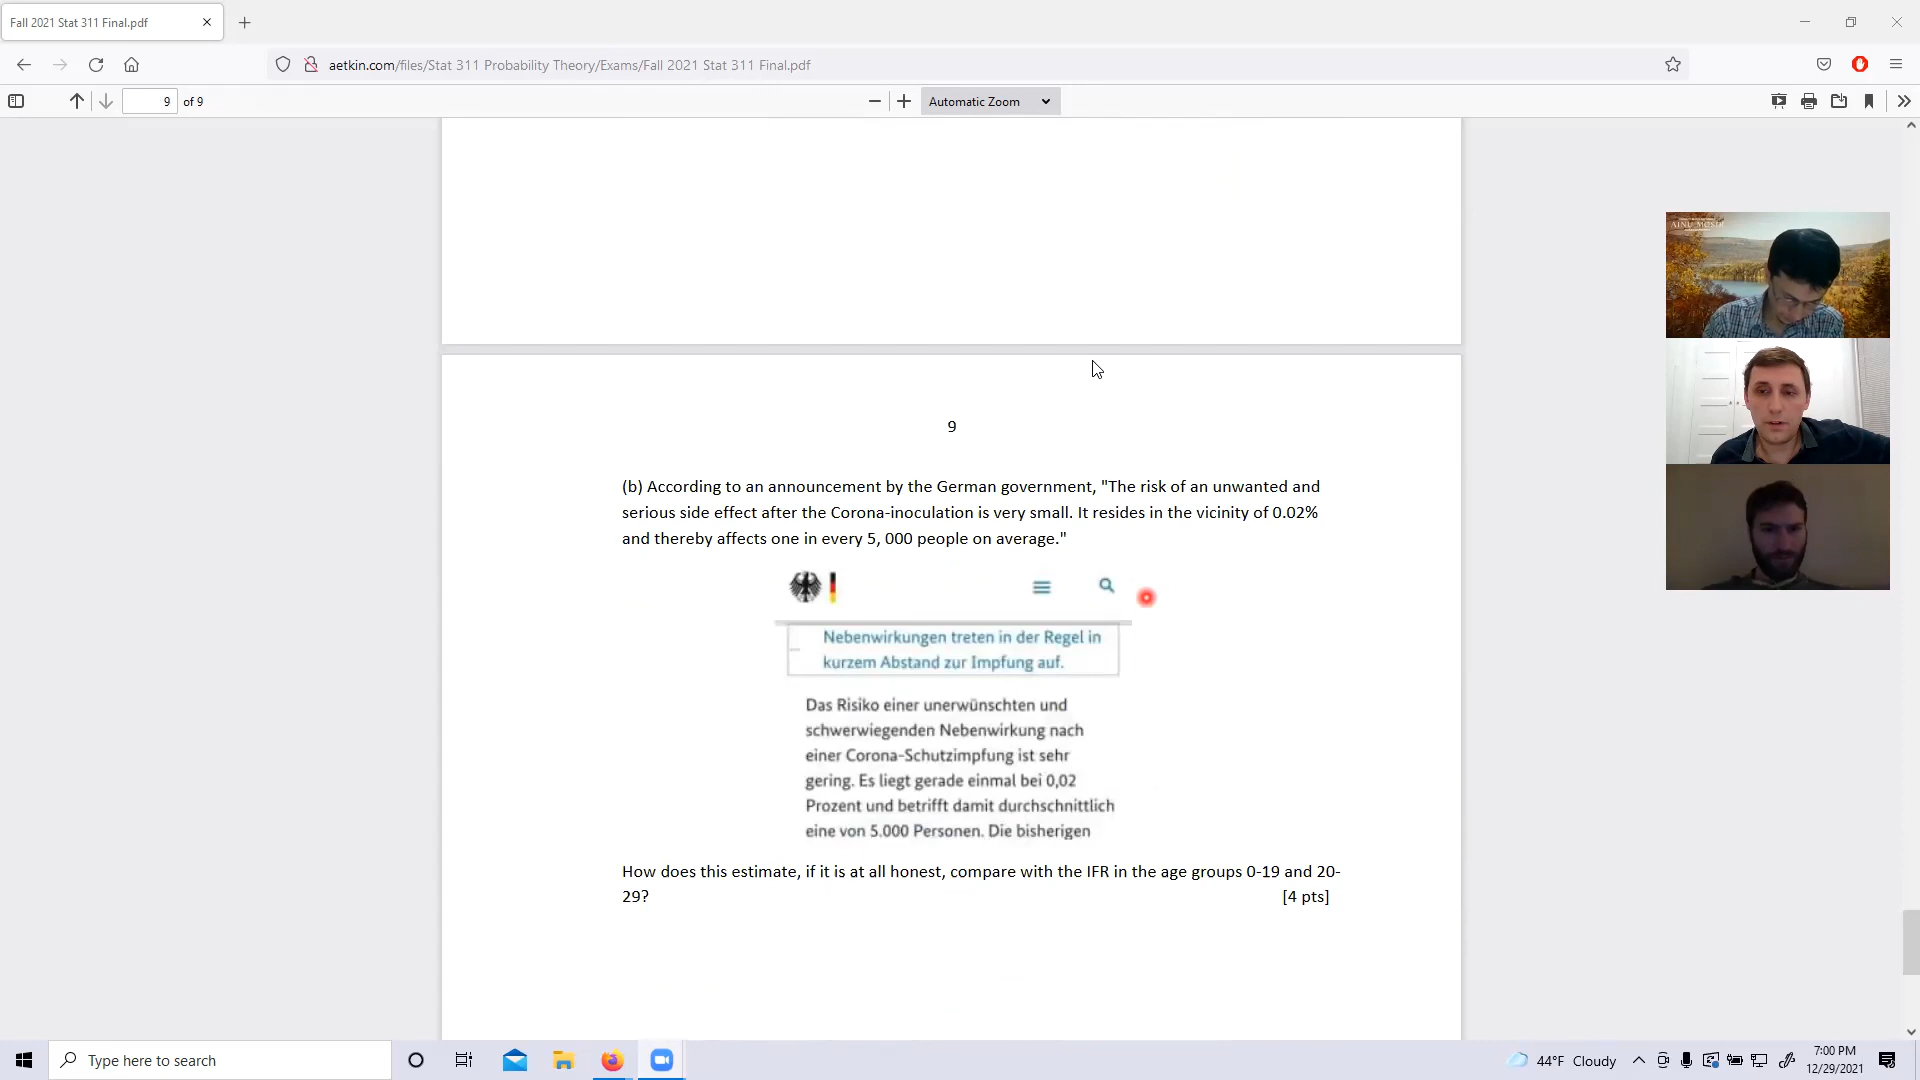 Fall 2021 Stat 311 Final.pdf
aetkin.com/files/Stat 311 Probability Theory/Exams/Fall 2021 Stat 311 Final.pdf
9 of 9
Automatic Zoom
9
(b) According to an announcement by the German government, "The risk of an unwanted and
serious side effect after the Corona-inoculation is very small. It resides in the vicinity of 0.02%
and thereby affects one in every 5, 000 people on average."
Nebenwirkungen treten in der Regel in
kurzem Abstand zur Impfung auf.
Das Risiko einer unerwünschten und
schwerwiegenden Nebenwirkung nach
einer Corona-Schutzimpfung ist sehr
gering. Es liegt gerade einmal bei 0,02
Prozent und betrifft damit durchschnittlich
eine von 5.000 Personen. Die bisherigen
How does this estimate, if it is at all honest, compare with the IFR in the age groups 0-19 and 20-
29? [4 pts]
Type here to search
44°F Cloudy
7:00 PM
12/29/2021